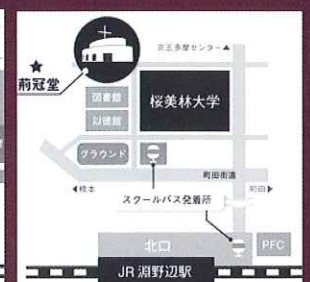 京王多摩センター▲
★
荊冠堂
図書館
以徳館
桜美林大学
グラウンド
町田街道
◀橋本
町田▶
スクールバス発着所
北口
PFC
JR 淵野辺駅